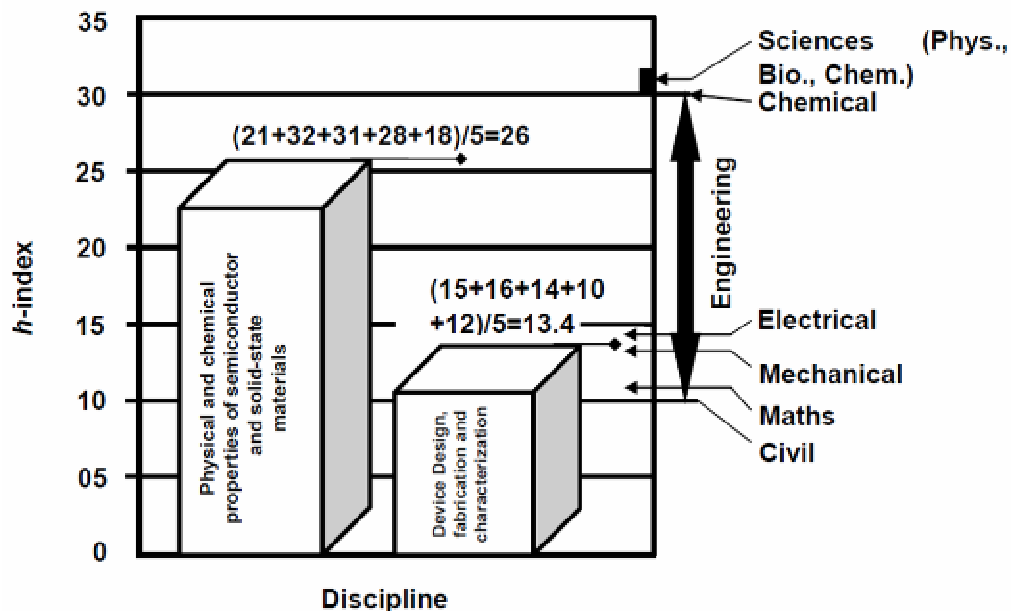 35
30
25
20
15
10
05
0
h-index
Discipline
(21+32+31+28+18)/5=26
Physical and chemical
properties of semiconductor
and solid-state
materials
(15+16+14+10
+12)/5=13.4
Device Design,
fabrication and
characterization
Sciences (Phys.,
Bio., Chem.)
Chemical
Engineering
Electrical
Mechanical
Maths
Civil